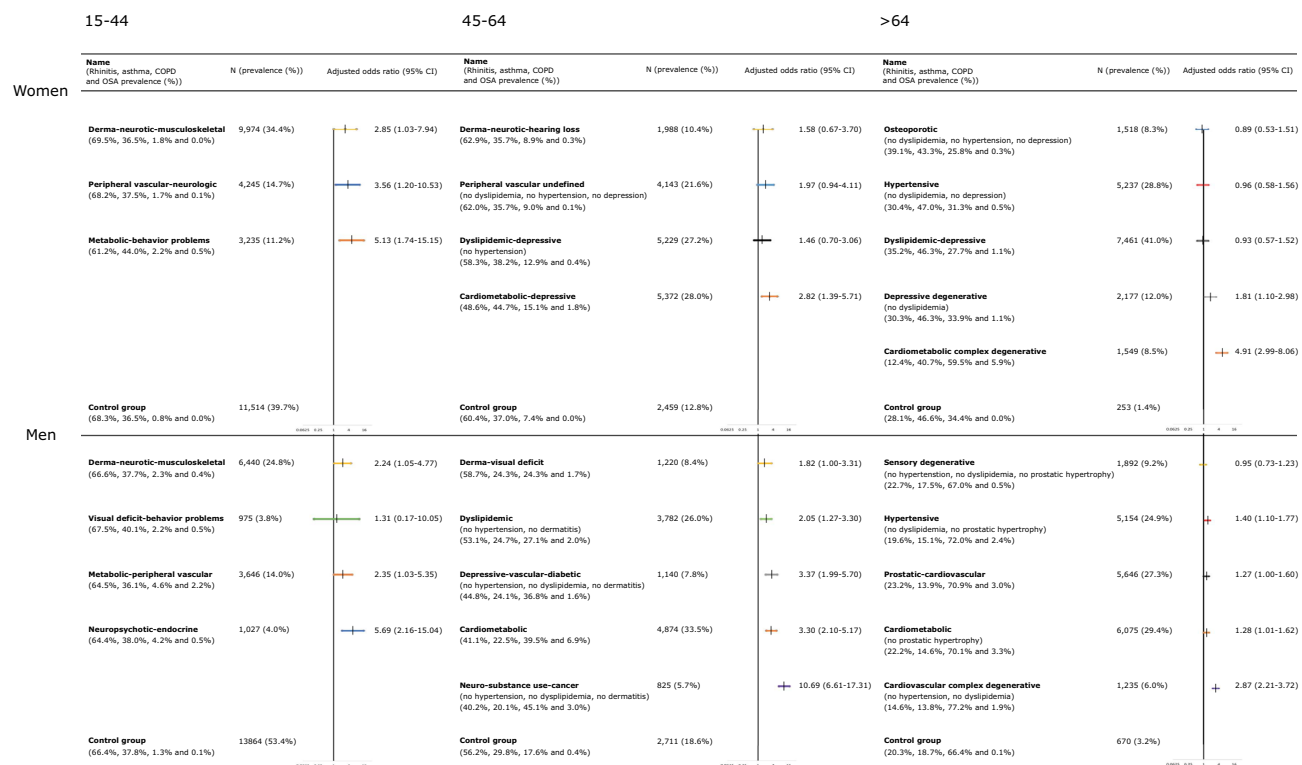 15-44
45-64
>64
Women
Name
(Rhinitis, asthma, COPD
and OSA prevalence (%))
N (prevalence (%))
Adjusted odds ratio (95% CI)
Name
(Rhinitis, asthma, COPD
and OSA prevalence (%))
N (prevalence (%))
Adjusted odds ratio (95% CI)
Name
(Rhinitis, asthma, COPD
and OSA prevalence (%))
N (prevalence (%))
Adjusted odds ratio (95% CI)
Derma-neurotic-musculoskeletal 9,974 (34.4%) 2.85 (1.03-7.94)
(69.5%, 36.5%, 1.8% and 0.0%)
Peripheral vascular-neurologic 4,245 (14.7%) 3.56 (1.20-10.53)
(68.2%, 37.5%, 1.7% and 0.1%)
Metabolic-behavior problems 3,235 (11.2%) 5.13 (1.74-15.15)
(61.2%, 44.0%, 2.2% and 0.5%)
Control group 11,514 (39.7%)
(68.3%, 36.5%, 0.8% and 0.0%)
0.0625 0.25 1 4 16
Derma-neurotic-hearing loss 1,988 (10.4%) 1.58 (0.67-3.70)
(62.9%, 35.7%, 8.9% and 0.3%)
Peripheral vascular undefined 4,143 (21.6%) 1.97 (0.94-4.11)
(no dyslipidemia, no hypertension, no depression)
(62.0%, 35.7%, 9.0% and 0.1%)
Dyslipidemic-depressive 5,229 (27.2%) 1.46 (0.70-3.06)
(no hypertension)
(58.3%, 38.2%, 12.9% and 0.4%)
Cardiometabolic-depressive 5,372 (28.0%) 2.82 (1.39-5.71)
(48.6%, 44.7%, 15.1% and 1.8%)
Control group 2,459 (12.8%)
(60.4%, 37.0%, 7.4% and 0.0%)
0.0625 0.25 1 4 16
Osteoporotic 1,518 (8.3%) 0.89 (0.53-1.51)
(no dyslipidemia, no hypertension, no depression)
(39.1%, 43.3%, 25.8% and 0.3%)
Hypertensive 5,237 (28.8%) 0.96 (0.58-1.56)
(no dyslipidemia, no depression)
(30.4%, 47.0%, 31.3% and 0.5%)
Dyslipidemic-depressive 7,461 (41.0%) 0.93 (0.57-1.52)
(35.2%, 46.3%, 27.7% and 1.1%)
Depressive degenerative 2,177 (12.0%) 1.81 (1.10-2.98)
(no dyslipidemia)
(30.3%, 46.3%, 33.9% and 1.1%)
Cardiometabolic complex degenerative 1,549 (8.5%) 4.91 (2.99-8.06)
(12.4%, 40.7%, 59.5% and 5.9%)
Control group 253 (1.4%)
(28.1%, 46.6%, 34.4% and 0.0%)
0.0625 0.25 1 4 16
Men
Derma-neurotic-musculoskeletal 6,440 (24.8%) 2.24 (1.05-4.77)
(66.6%, 37.7%, 2.3% and 0.4%)
Visual deficit-behavior problems 975 (3.8%) 1.31 (0.17-10.05)
(67.5%, 40.1%, 2.2% and 0.5%)
Metabolic-peripheral vascular 3,646 (14.0%) 2.35 (1.03-5.35)
(64.5%, 36.1%, 4.6% and 2.2%)
Neuropsychotic-endocrine 1,027 (4.0%) 5.69 (2.16-15.04)
(64.4%, 38.0%, 4.2% and 0.5%)
Control group 13864 (53.4%)
(66.4%, 37.8%, 1.3% and 0.1%)
Derma-visual deficit 1,220 (8.4%) 1.82 (1.00-3.31)
(58.7%, 24.3%, 24.3% and 1.7%)
Dyslipidemic 3,782 (26.0%) 2.05 (1.27-3.30)
(no hypertension, no dermatitis)
(53.1%, 24.7%, 27.1% and 2.0%)
Depressive-vascular-diabetic 1,140 (7.8%) 3.37 (1.99-5.70)
(no hypertension, no dyslipidemia, no dermatitis)
(44.8%, 24.1%, 36.8% and 1.6%)
Cardiometabolic 4,874 (33.5%) 3.30 (2.10-5.17)
(41.1%, 22.5%, 39.5% and 6.9%)
Neuro-substance use-cancer 825 (5.7%) 10.69 (6.61-17.31)
(no hypertension, no dysplipidemia, no dermatitis)
(40.2%, 20.1%, 45.1% and 3.0%)
Control group 2,711 (18.6%)
(56.2%, 29.8%, 17.6% and 0.4%)
Sensory degenerative 1,892 (9.2%) 0.95 (0.73-1.23)
(no hypertenstion, no dyslipidemia, no prostatic hypertrophy)
(22.7%, 17.5%, 67.0% and 0.5%)
Hypertensive 5,154 (24.9%) 1.40 (1.10-1.77)
(no dyslipidemia, no prostatic hypertrophy)
(19.6%, 15.1%, 72.0% and 2.4%)
Prostatic-cardiovascular 5,646 (27.3%) 1.27 (1.00-1.60)
(23.2%, 13.9%, 70.9% and 3.0%)
Cardiometabolic 6,075 (29.4%) 1.28 (1.01-1.62)
(no prostatic hypertrophy)
(22.2%, 14.6%, 70.1% and 3.3%)
Cardiovascular complex degenerative 1,235 (6.0%) 2.87 (2.21-3.72)
(no hypertension, no dyslipidemia)
(14.6%, 13.8%, 77.2% and 1.9%)
Control group 670 (3.2%)
(20.3%, 18.7%, 66.4% and 0.1%)